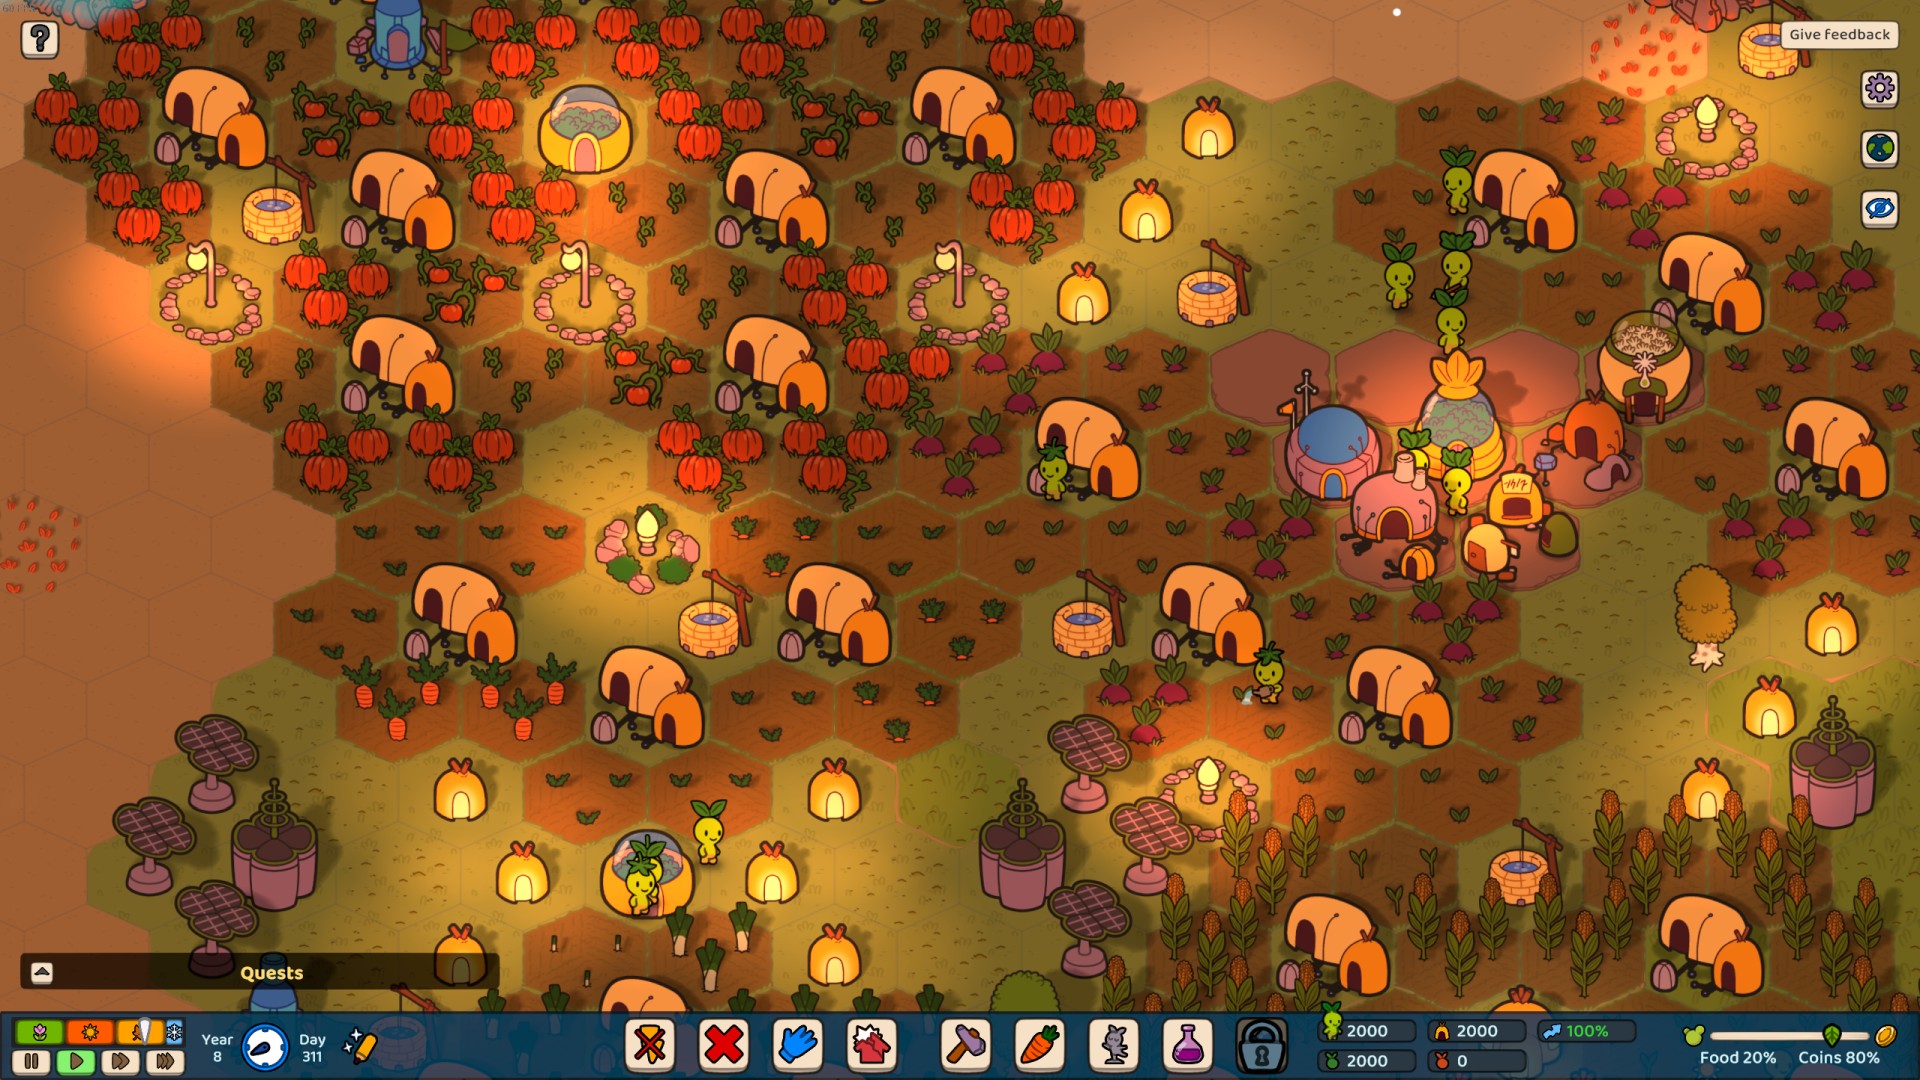 Give feedback
Quests
Year
8
Day
311
2000
2000
2000
0
100%
Food 20%
Coins 80%